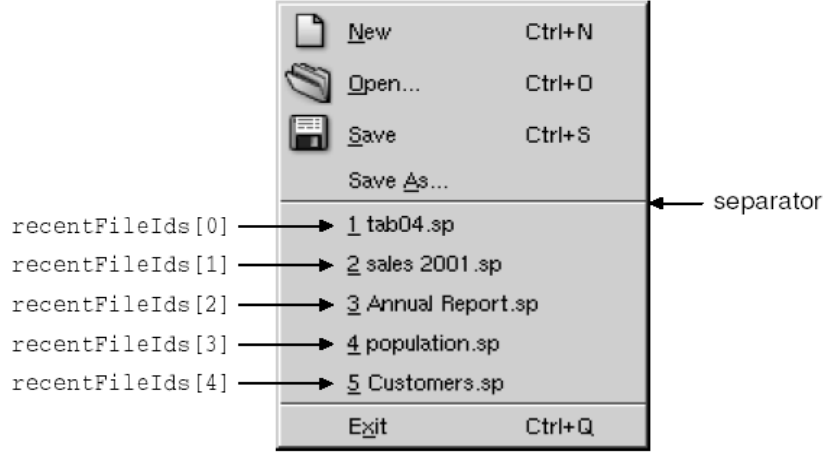 New Ctrl+N
Open... Ctrl+O
Save Ctrl+S
Save As...
separator
recentFileIds[0] 1 tab04.sp
recentFileIds[1] 2 sales 2001.sp
recentFileIds[2] 3 Annual Report.sp
recentFileIds[3] 4 population.sp
recentFileIds[4] 5 Customers.sp
Exit Ctrl+Q